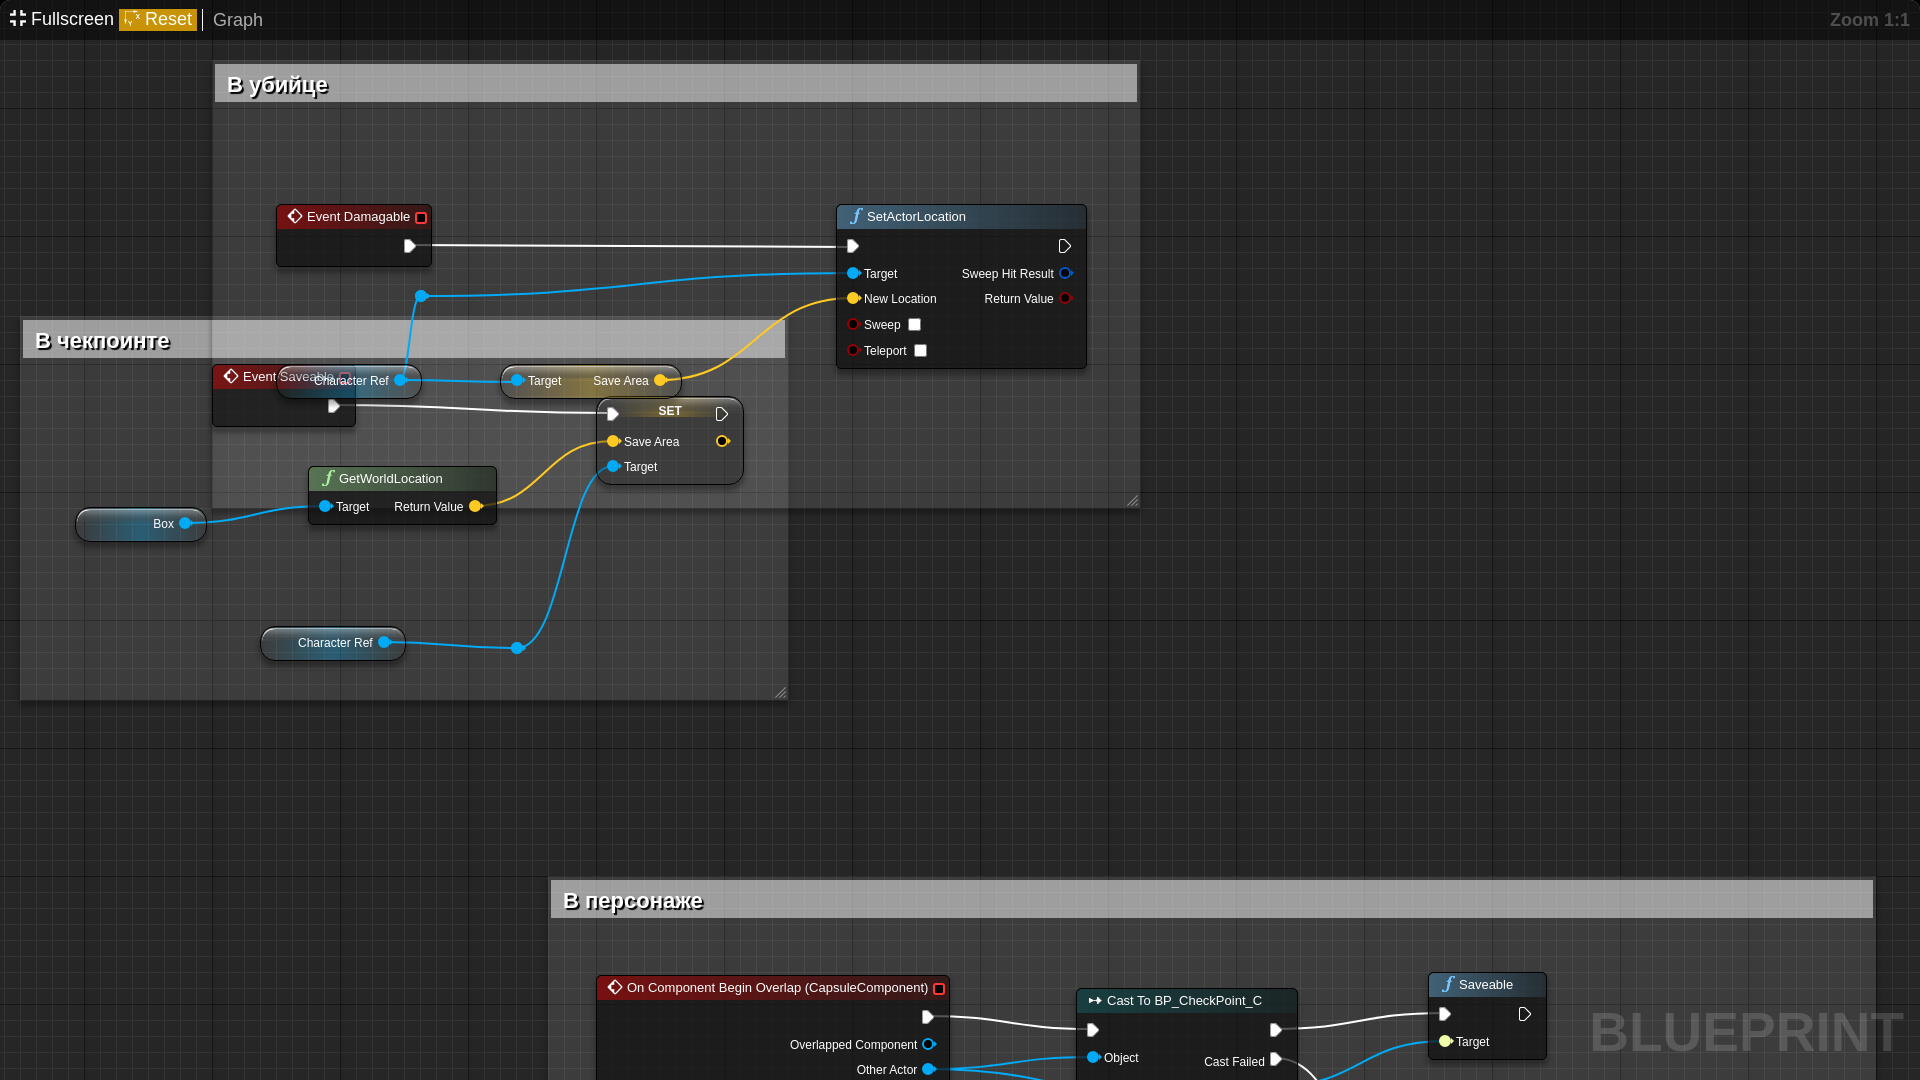 Fullscreen Reset Graph Zoom 1:1
В убийце
Event Damagable
SetActorLocation
Target Sweep Hit Result
New Location Return Value
Sweep
Teleport
В чекпоинте
Event Saveable
Character Ref
Target Save Area
SET
Save Area
Target
GetWorldLocation
Target Return Value
Box
Character Ref
В персонаже
On Component Begin Overlap (CapsuleComponent)
Overlapped Component
Other Actor
Cast To BP_CheckPoint_C
Object
Cast Failed
Saveable
Target
BLUEPRINT